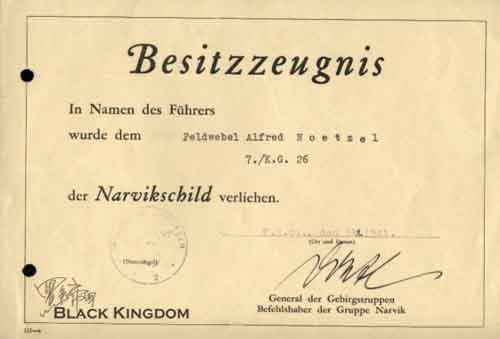 Besitzzeugnis
In Namen des Führers
wurde dem Feldwebel Alfred Hoetzel
7./K.G. 26
der Narvikschild verliehen.
(Ort und Datum)
(Dienstsiegel)
General der Gebirgstruppen
Befehlshaber der Gruppe Narvik
BLACK KINGDOM